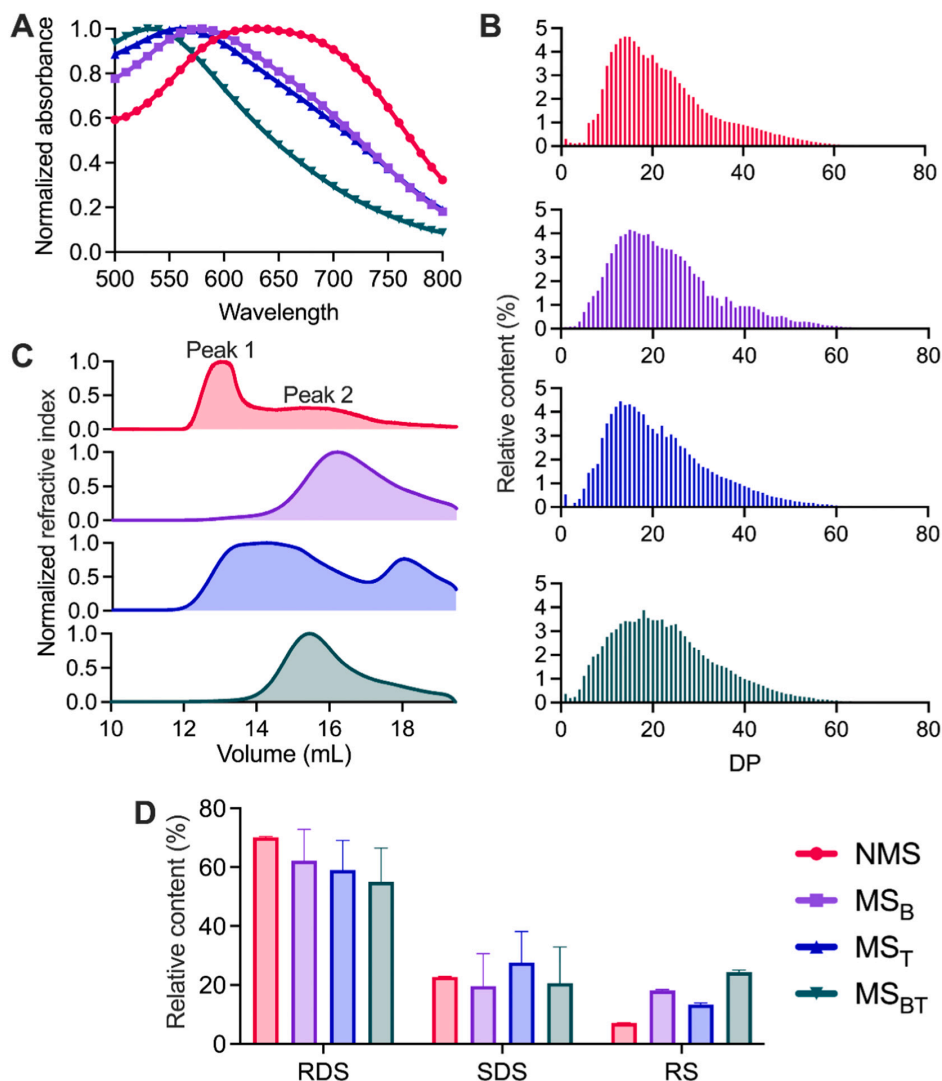 A
Normalized absorbance
1.0
0.8
0.6
0.4
0.2
0.0
500 550 600 650 700 750 800
Wavelength
B
Relative content (%)
5
4
3
2
1
0
0 20 40 60 80
5
4
3
2
1
0
0 20 40 60 80
5
4
3
2
1
0
0 20 40 60 80
5
4
3
2
1
0
0 20 40 60 80
DP
C
Normalized refractive index
Peak 1
Peak 2
1.0
0.5
0.0
1.0
0.5
0.0
1.0
0.5
0.0
1.0
0.5
0.0
10 12 14 16 18
Volume (mL)
D
Relative content (%)
80
60
40
20
0
RDS SDS RS
NMS
MSB
MST
MSBT